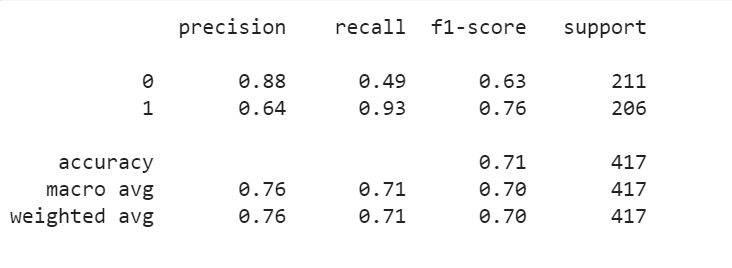 precision recall f1-score support
0 0.88 0.49 0.63 211
1 0.64 0.93 0.76 206
accuracy 0.71 417
macro avg 0.76 0.71 0.70 417
weighted avg 0.76 0.71 0.70 417